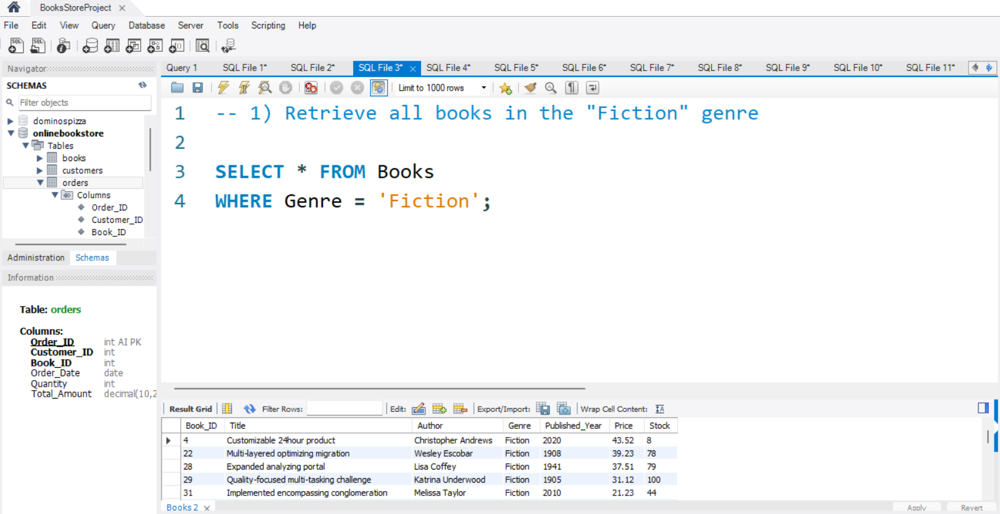 BooksStoreProject ×
File Edit View Query Database Server Tools Scripting Help
Navigator
SCHEMAS
Filter objects
dominospizza
onlinebookstore
Tables
books
customers
orders
Columns
Order_ID
Customer_ID
Book_ID
Administration Schemas
Information
Table: orders
Columns:
Order_ID int AI PK
Customer_ID int
Book_ID int
Order_Date date
Quantity int
Total_Amount decimal(10,2
Query 1 SQL File 1* SQL File 2* SQL File 3* × SQL File 4* SQL File 5* SQL File 6* SQL File 7* SQL File 8* SQL File 9* SQL File 10* SQL File 11*
Limit to 1000 rows
1 -- 1) Retrieve all books in the "Fiction" genre
2
3 SELECT * FROM Books
4 WHERE Genre = 'Fiction';
Result Grid Filter Rows: Edit: Export/Import: Wrap Cell Content: IA
Book_ID Title Author Genre Published_Year Price Stock
4 Customizable 24hour product Christopher Andrews Fiction 2020 43.52 8
22 Multi-layered optimizing migration Wesley Escobar Fiction 1908 39.23 78
28 Expanded analyzing portal Lisa Coffey Fiction 1941 37.51 79
29 Quality-focused multi-tasking challenge Katrina Underwood Fiction 1905 31.12 100
31 Implemented encompassing conglomeration Melissa Taylor Fiction 2010 21.23 44
Books 2 × Apply Revert